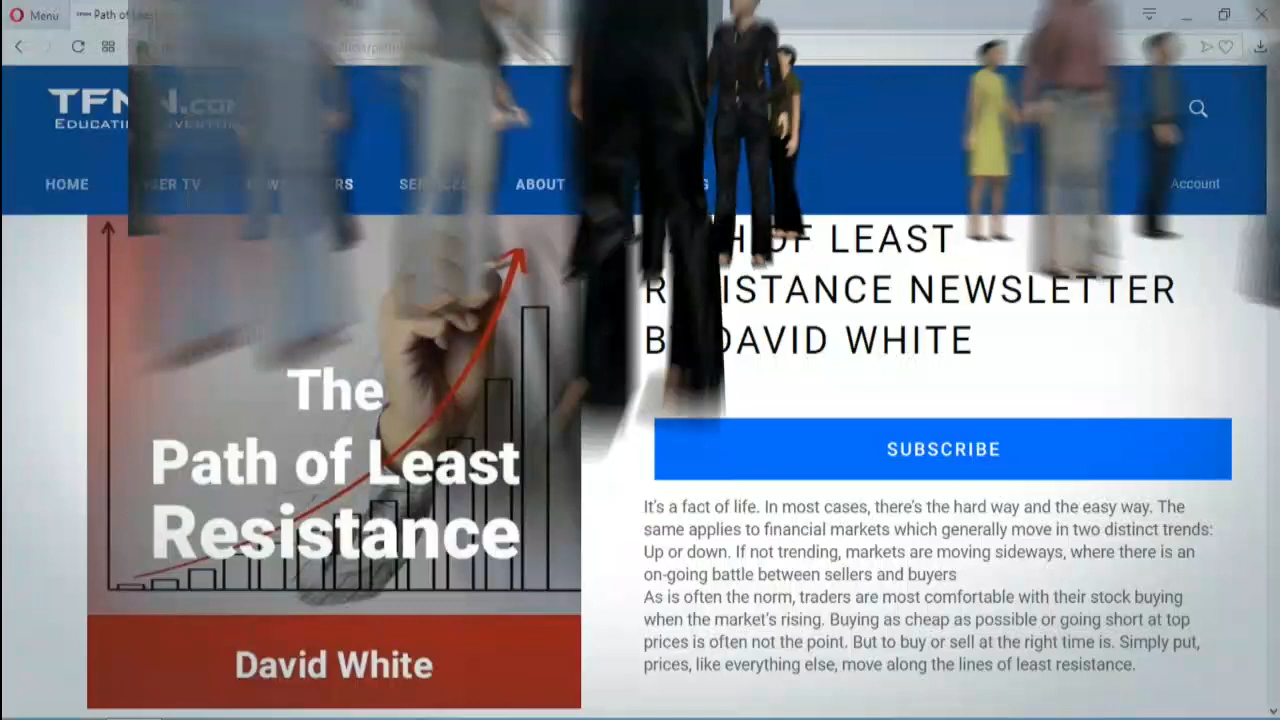 Menu
Path of Least
TFN
N.com
HOME
ABOUT
Account
The
Path of Least
Resistance
David White
OF LEAST
RESISTANCE NEWSLETTER
BY DAVID WHITE
SUBSCRIBE
It's a fact of life. In most cases, there's the hard way and the easy way. The
same applies to financial markets which generally move in two distinct trends:
Up or down. If not trending, markets are moving sideways, where there is an
on-going battle between sellers and buyers
As is often the norm, traders are most comfortable with their stock buying
when the market's rising. Buying as cheap as possible or going short at top
prices is often not the point. But to buy or sell at the right time is. Simply put,
prices, like everything else, move along the lines of least resistance.